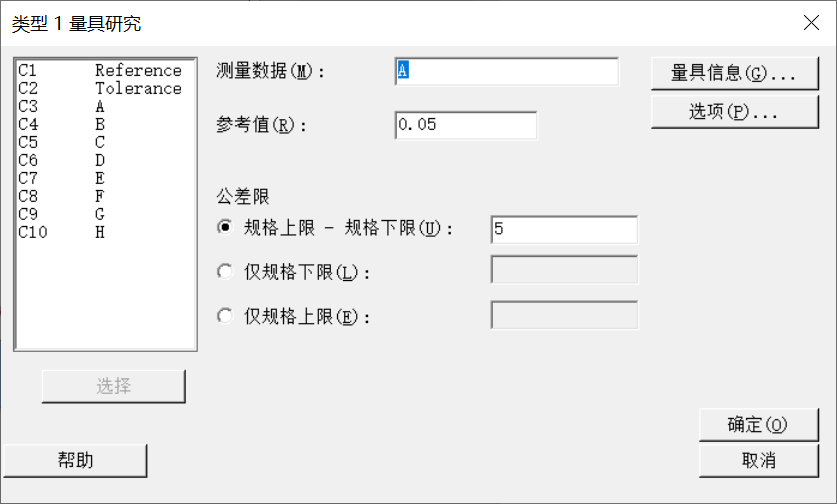 类型 1 量具研究
C1 Reference
C2 Tolerance
C3 A
C4 B
C5 C
C6 D
C7 E
C8 F
C9 G
C10 H
选择
帮助
测量数据(M):
A
参考值(R):
0.05
公差限
规格上限 - 规格下限(U):
5
仅规格下限(L):
仅规格上限(E):
量具信息(G)...
选项(P)...
确定(O)
取消